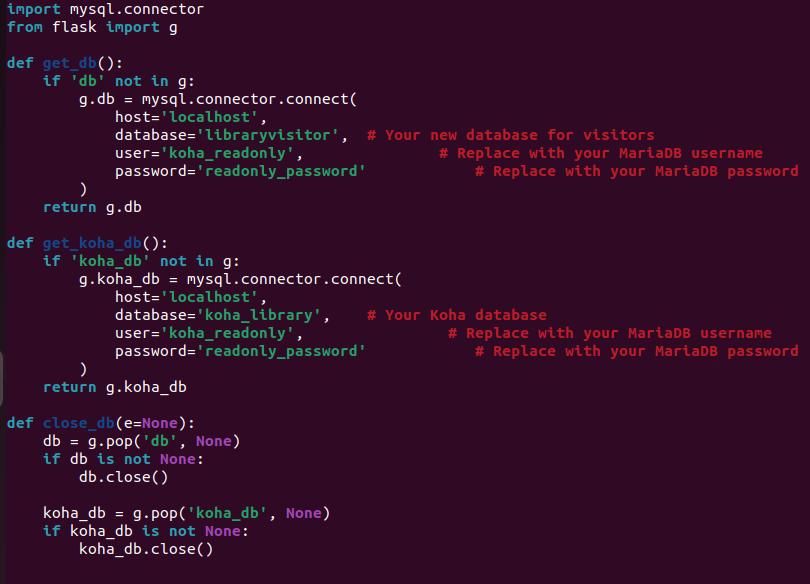 import mysql.connector
from flask import g

def get_db():
    if 'db' not in g:
        g.db = mysql.connector.connect(
            host='localhost',
            database='libraryvisitor',  # Your new database for visitors
            user='koha_readonly',               # Replace with your MariaDB username
            password='readonly_password'            # Replace with your MariaDB password
        )
    return g.db

def get_koha_db():
    if 'koha_db' not in g:
        g.koha_db = mysql.connector.connect(
            host='localhost',
            database='koha_library',    # Your Koha database
            user='koha_readonly',                # Replace with your MariaDB username
            password='readonly_password'            # Replace with your MariaDB password
        )
    return g.koha_db

def close_db(e=None):
    db = g.pop('db', None)
    if db is not None:
        db.close()

    koha_db = g.pop('koha_db', None)
    if koha_db is not None:
        koha_db.close()